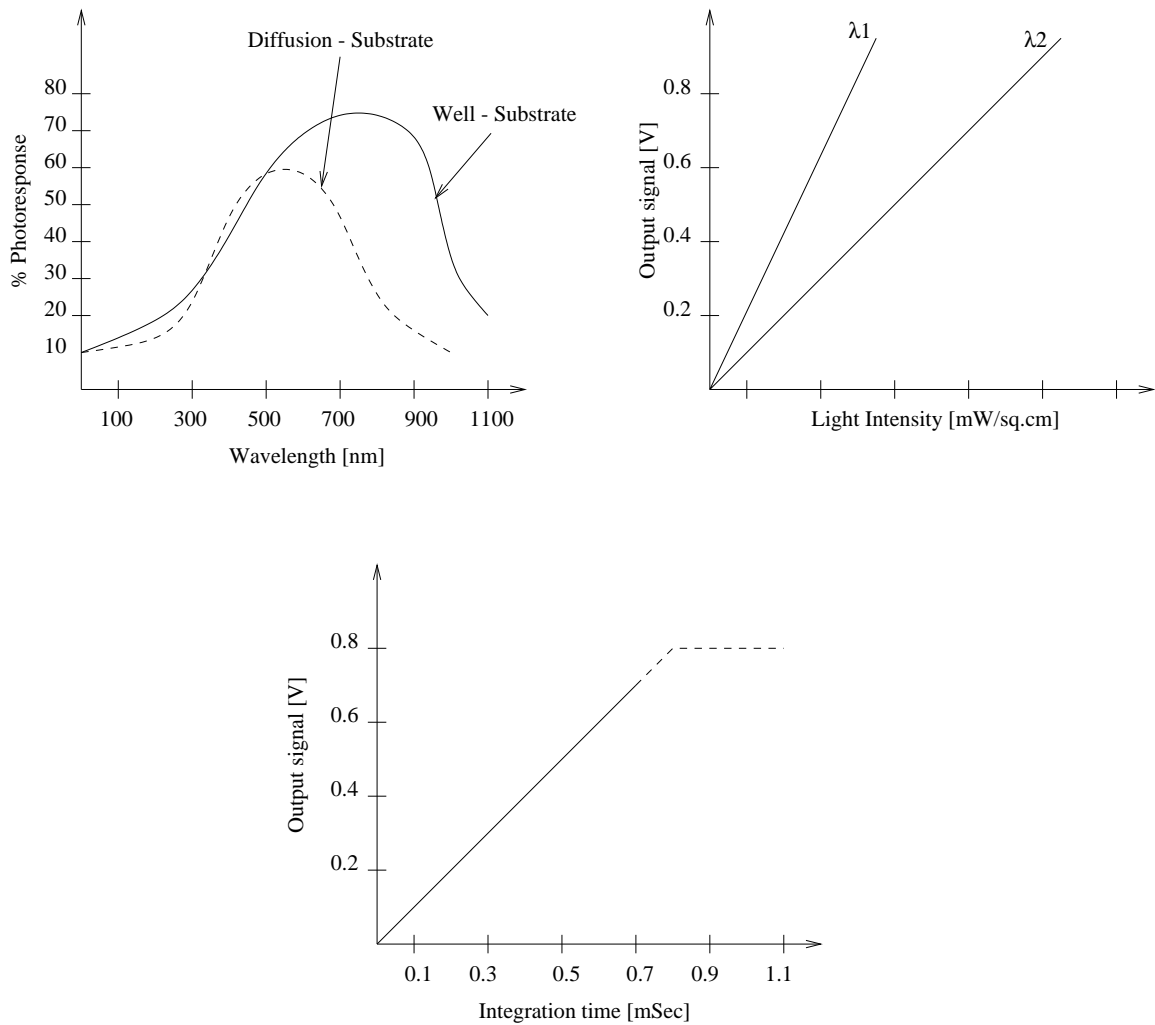 Diffusion - Substrate
Well - Substrate
% Photoresponse
80
70
60
50
40
30
20
10
100 300 500 700 900 1100
Wavelength [nm]
λ1
λ2
Output signal [V]
0.8
0.6
0.4
0.2
Light Intensity [mW/sq.cm]
Output signal [V]
0.8
0.6
0.4
0.2
0.1 0.3 0.5 0.7 0.9 1.1
Integration time [mSec]